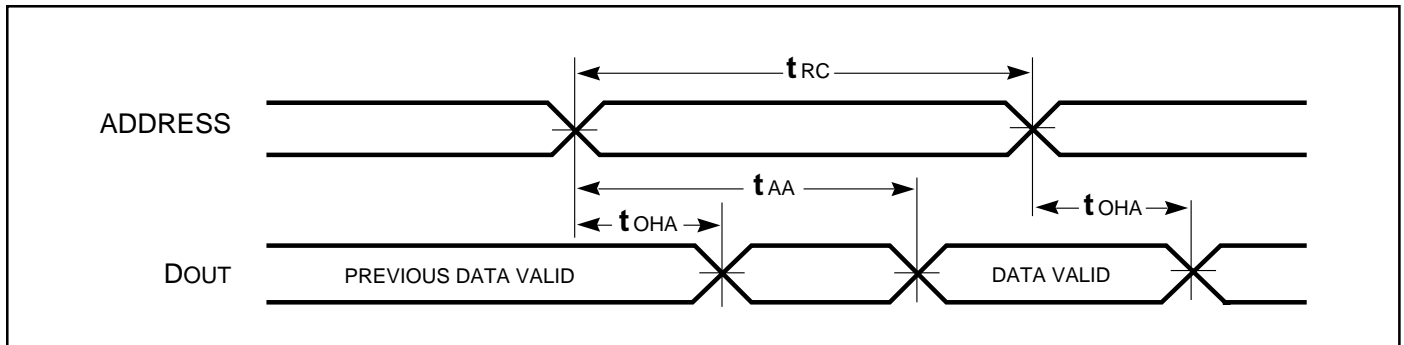 tRC
ADDRESS
tAA
tOHA
tOHA
DOUT
PREVIOUS DATA VALID
DATA VALID